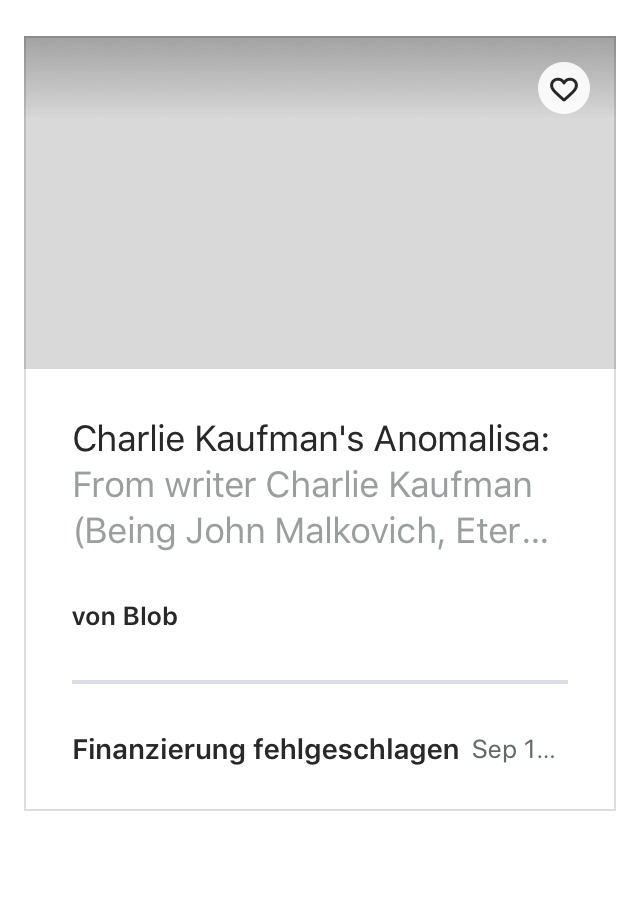 Charlie Kaufman's Anomalisa:
From writer Charlie Kaufman
(Being John Malkovich, Eter...
von Blob
Finanzierung fehlgeschlagen Sep 1...